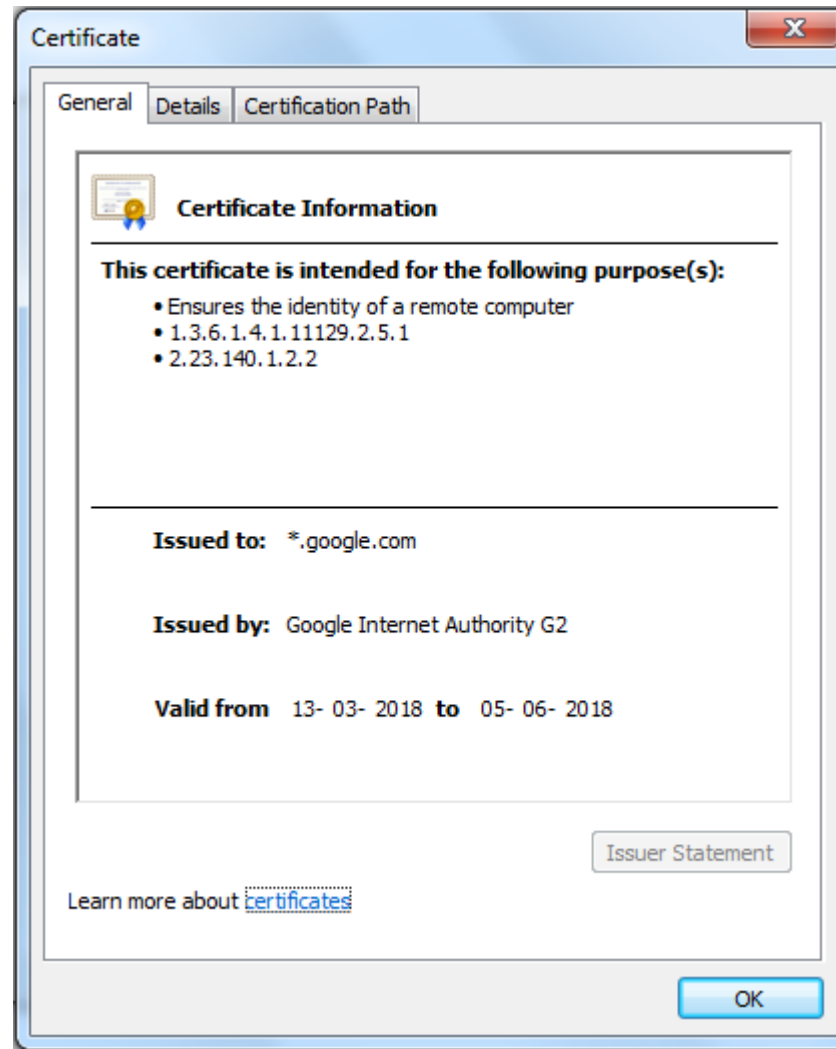 Certificate
General Details Certification Path
Certificate Information
This certificate is intended for the following purpose(s):
• Ensures the identity of a remote computer
• 1.3.6.1.4.1.11129.2.5.1
• 2.23.140.1.2.2
Issued to: *.google.com
Issued by: Google Internet Authority G2
Valid from 13- 03- 2018 to 05- 06- 2018
Issuer Statement
Learn more about certificates
OK